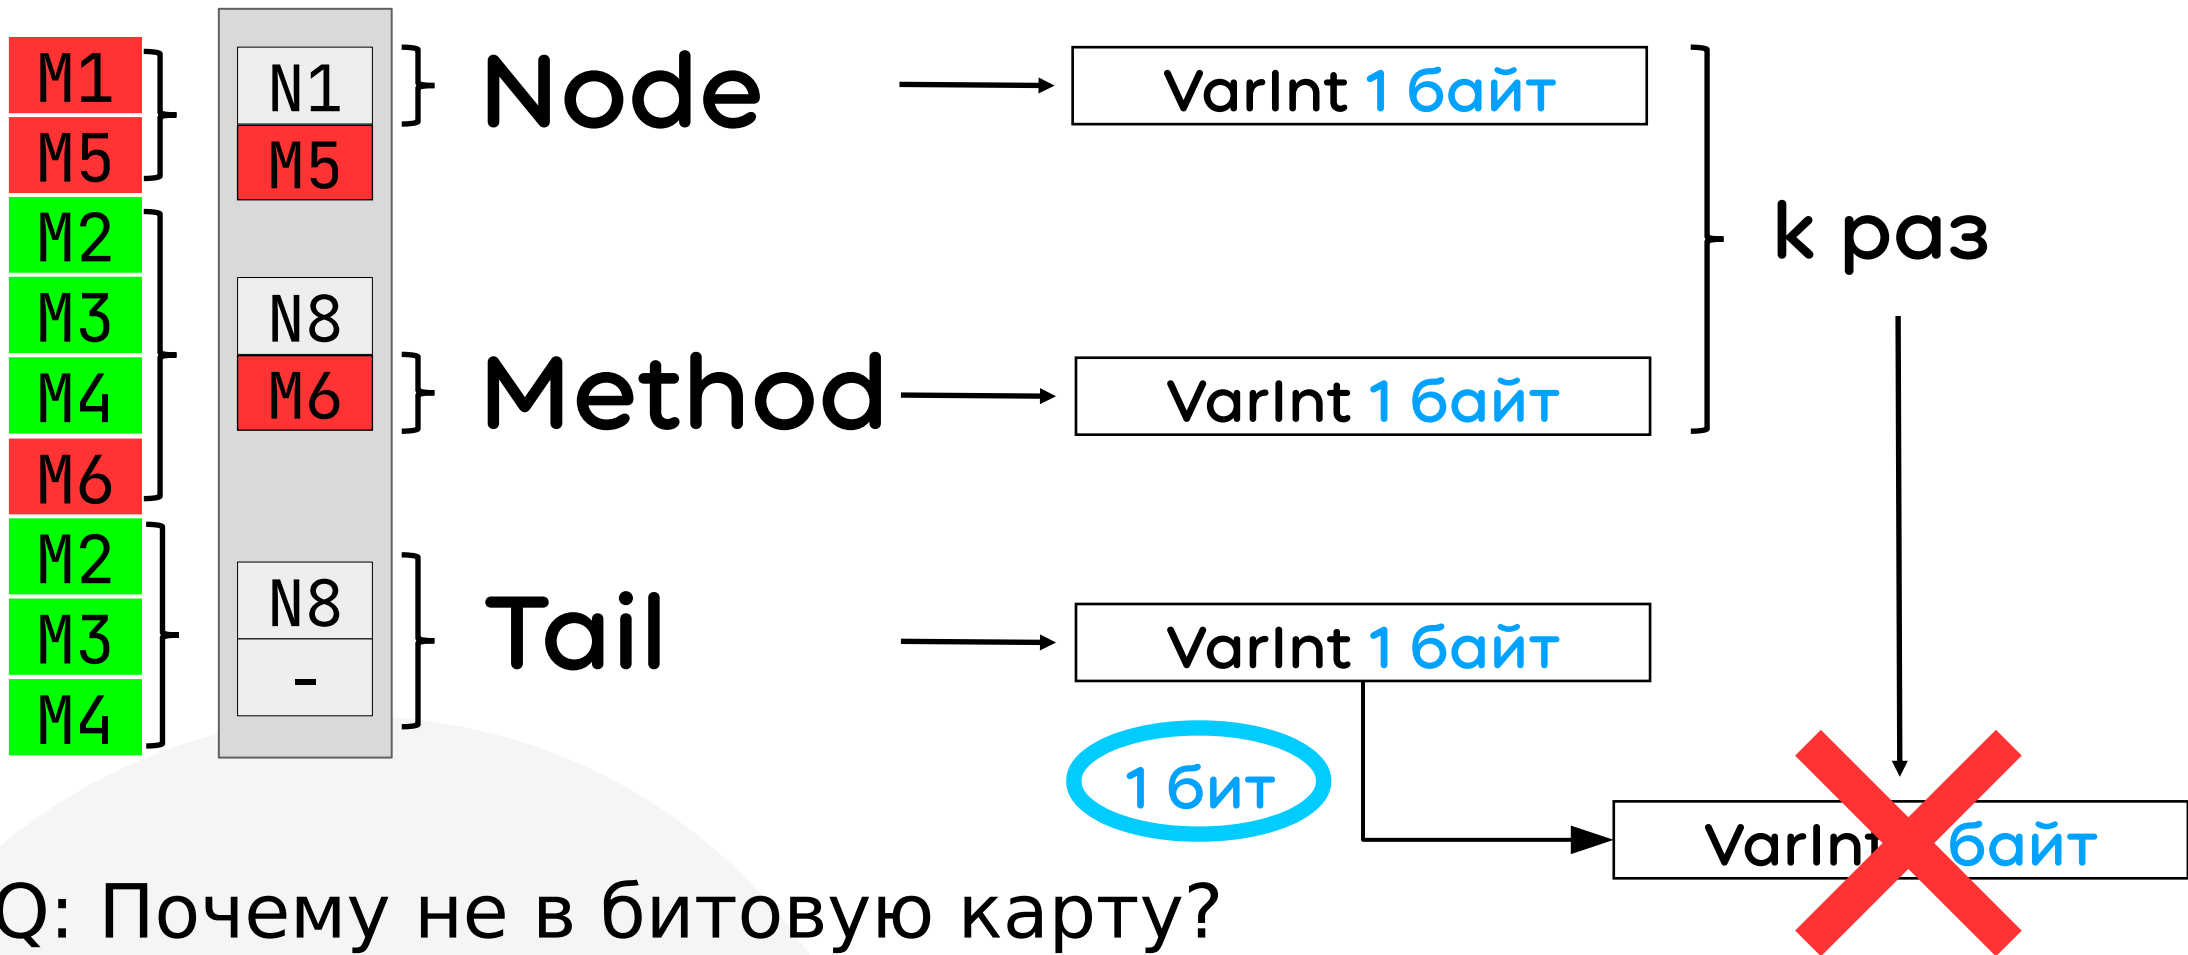 M1
M5
M2
M3
M4
M6
M2
M3
M4
N1
M5
N8
M6
N8
-
Node
Method
Tail
VarInt 1 байт
VarInt 1 байт
VarInt 1 байт
k раз
1 бит
VarInt байт
Q: Почему не в битовую карту?